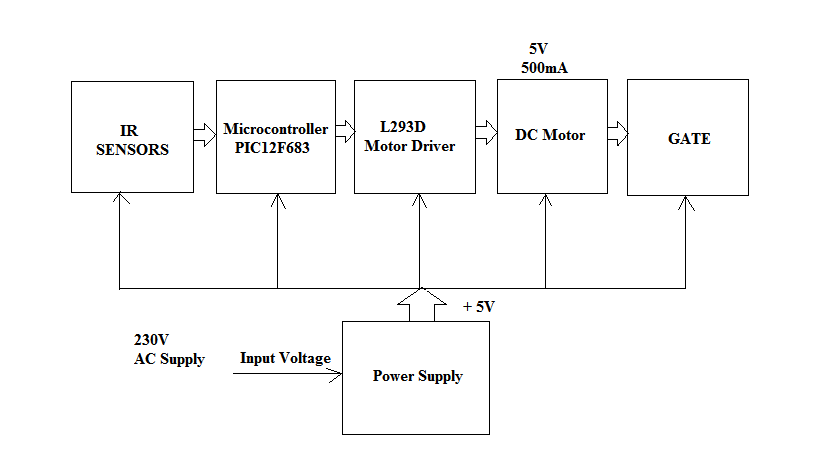 5V
500mA
IR
SENSORS
Microcontroller
PIC12F683
L293D
Motor Driver
DC Motor
GATE
+ 5V
230V
AC Supply
Input Voltage
Power Supply